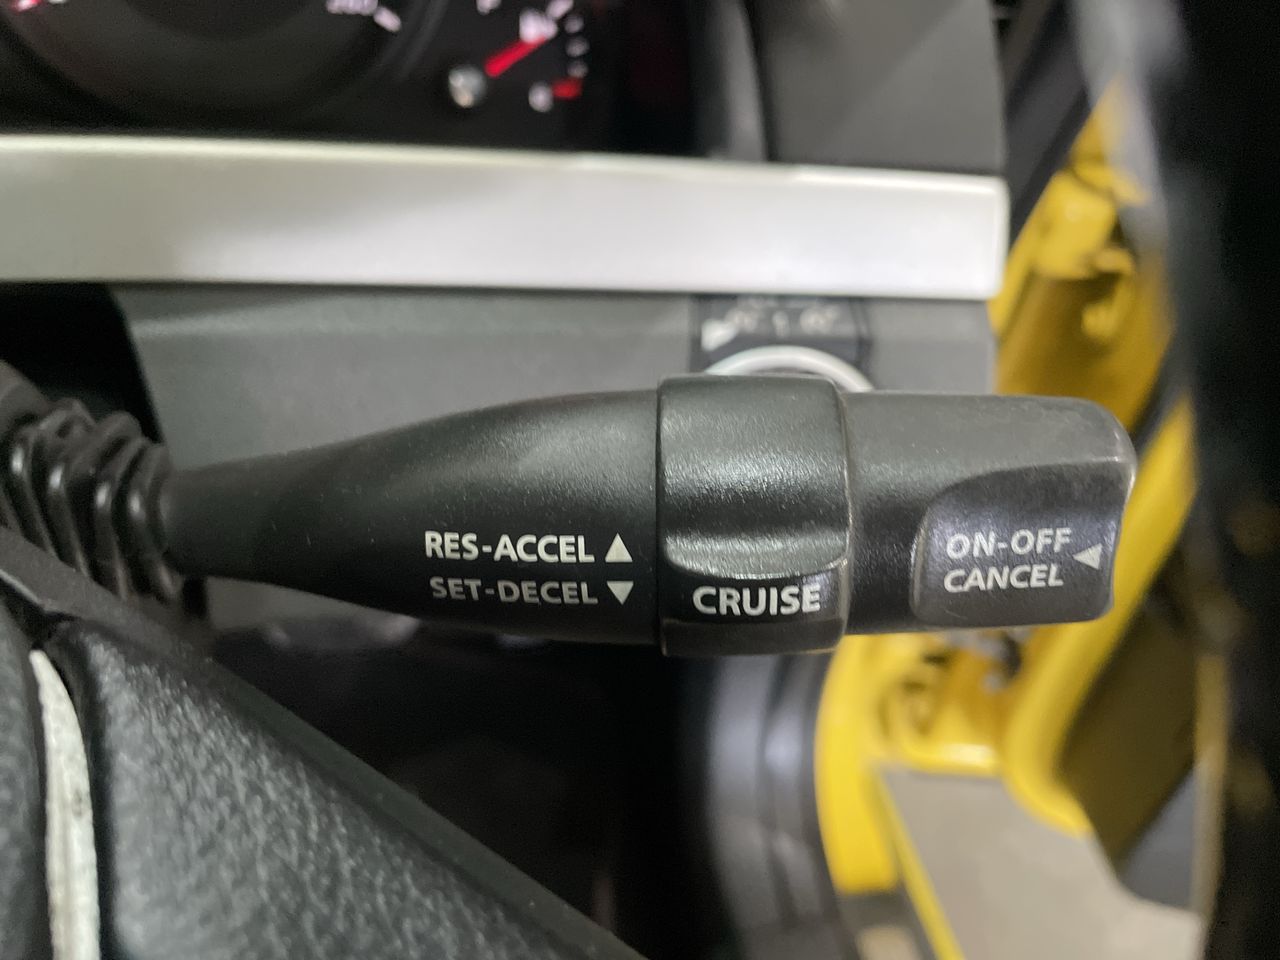 RES-ACCEL ▲
SET-DECEL ▼
CRUISE
ON-OFF
CANCEL ◀